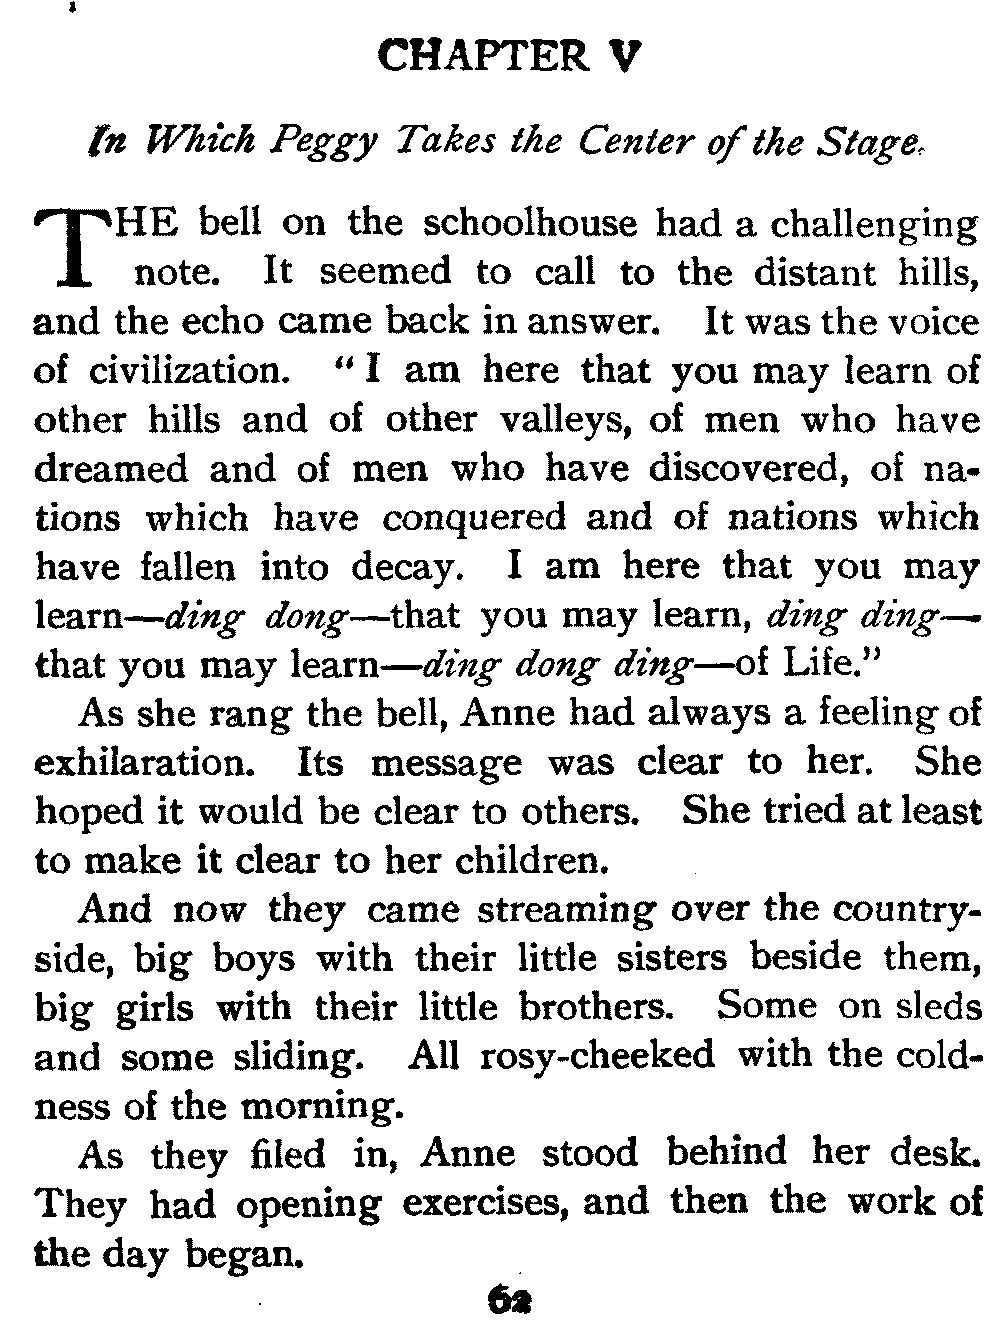 CHAPTER V
In Which Peggy Takes the Center of the Stage.
THE bell on the schoolhouse had a challenging
note. It seemed to call to the distant hills,
and the echo came back in answer. It was the voice
of civilization. “I am here that you may learn of
other hills and of other valleys, of men who have
dreamed and of men who have discovered, of na-
tions which have conquered and of nations which
have fallen into decay. I am here that you may
learn—ding dong—that you may learn, ding ding—
that you may learn—ding dong ding—of Life.”
As she rang the bell, Anne had always a feeling of
exhilaration. Its message was clear to her. She
hoped it would be clear to others. She tried at least
to make it clear to her children.
And now they came streaming over the country-
side, big boys with their little sisters beside them,
big girls with their little brothers. Some on sleds
and some sliding. All rosy-cheeked with the cold-
ness of the morning.
As they filed in, Anne stood behind her desk.
They had opening exercises, and then the work of
the day began.
62